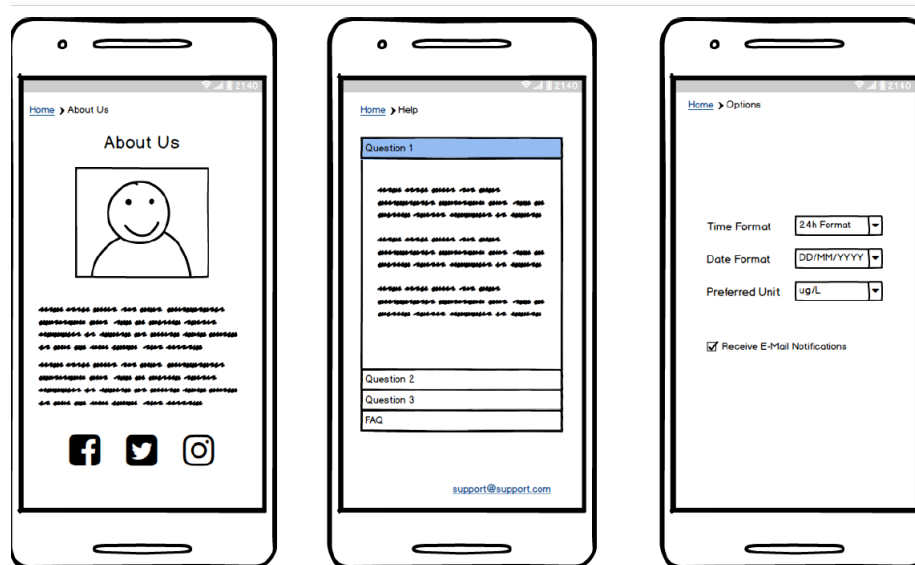 21:40
Home > About Us
About Us
21:40
Home > Help
Question 1
Question 2
Question 3
FAQ
support@support.com
21:40
Home > Options
Time Format 24h Format
Date Format DD/MM/YYYY
Preferred Unit ug/L
Receive E-Mail Notifications